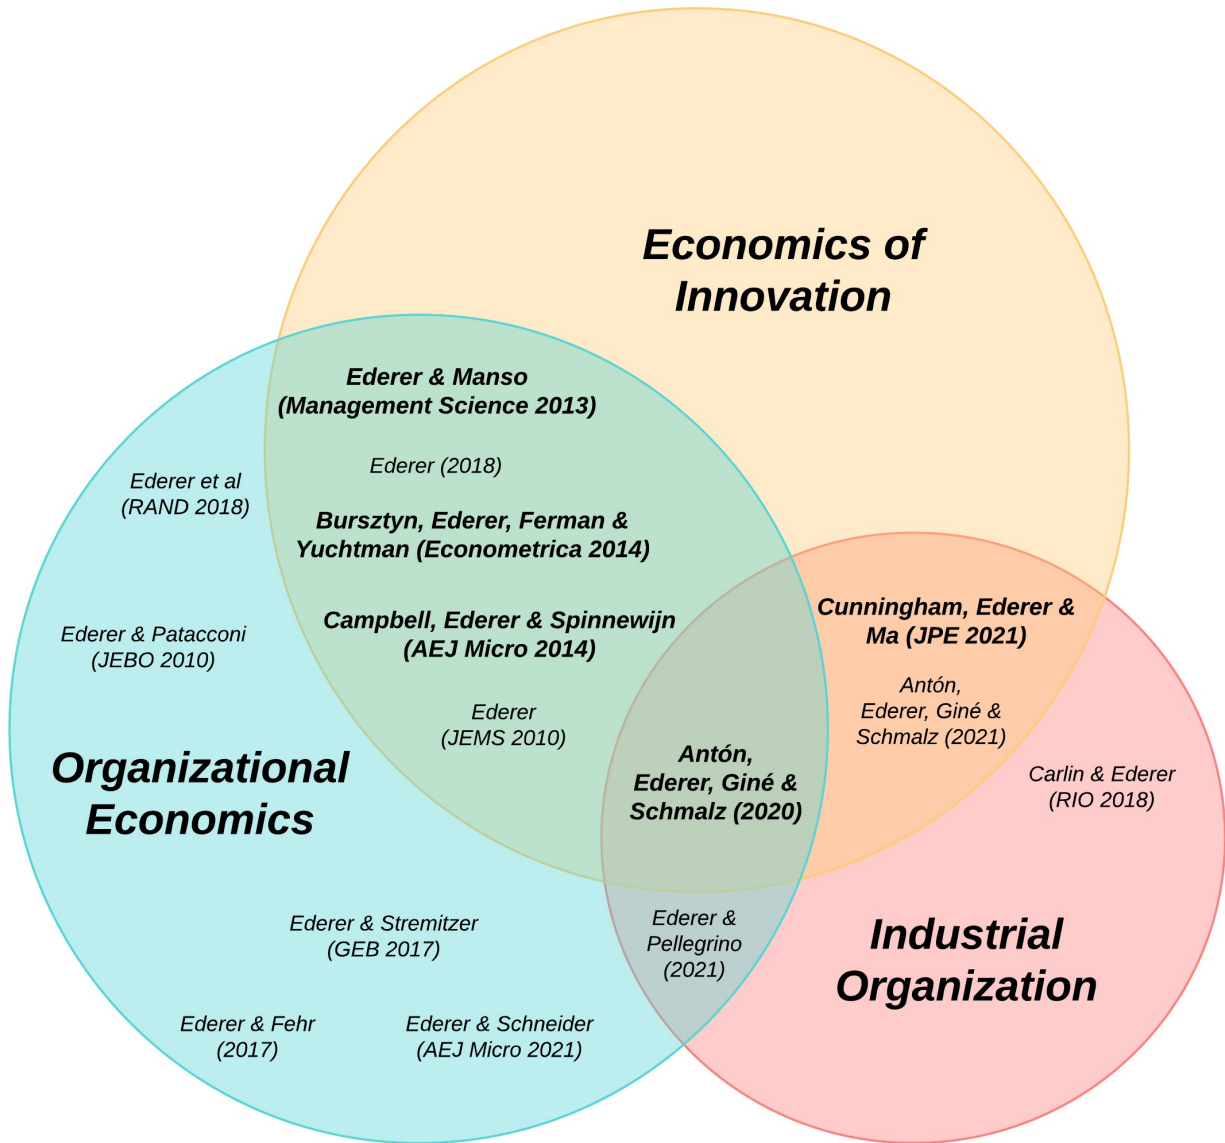 Economics of
Innovation
Ederer & Manso
(Management Science 2013)
Ederer (2018)
Ederer et al
(RAND 2018)
Bursztyn, Ederer, Ferman &
Yuchtman (Econometrica 2014)
Campbell, Ederer & Spinnewijn
(AEJ Micro 2014)
Cunningham, Ederer &
Ma (JPE 2021)
Ederer & Patacconi
(JEBO 2010)
Antón,
Ederer, Giné &
Schmalz (2021)
Ederer
(JEMS 2010)
Organizational
Economics
Antón,
Ederer, Giné &
Schmalz (2020)
Carlin & Ederer
(RIO 2018)
Ederer & Stremitzer
(GEB 2017)
Ederer &
Pellegrino
(2021)
Industrial
Organization
Ederer & Fehr
(2017)
Ederer & Schneider
(AEJ Micro 2021)